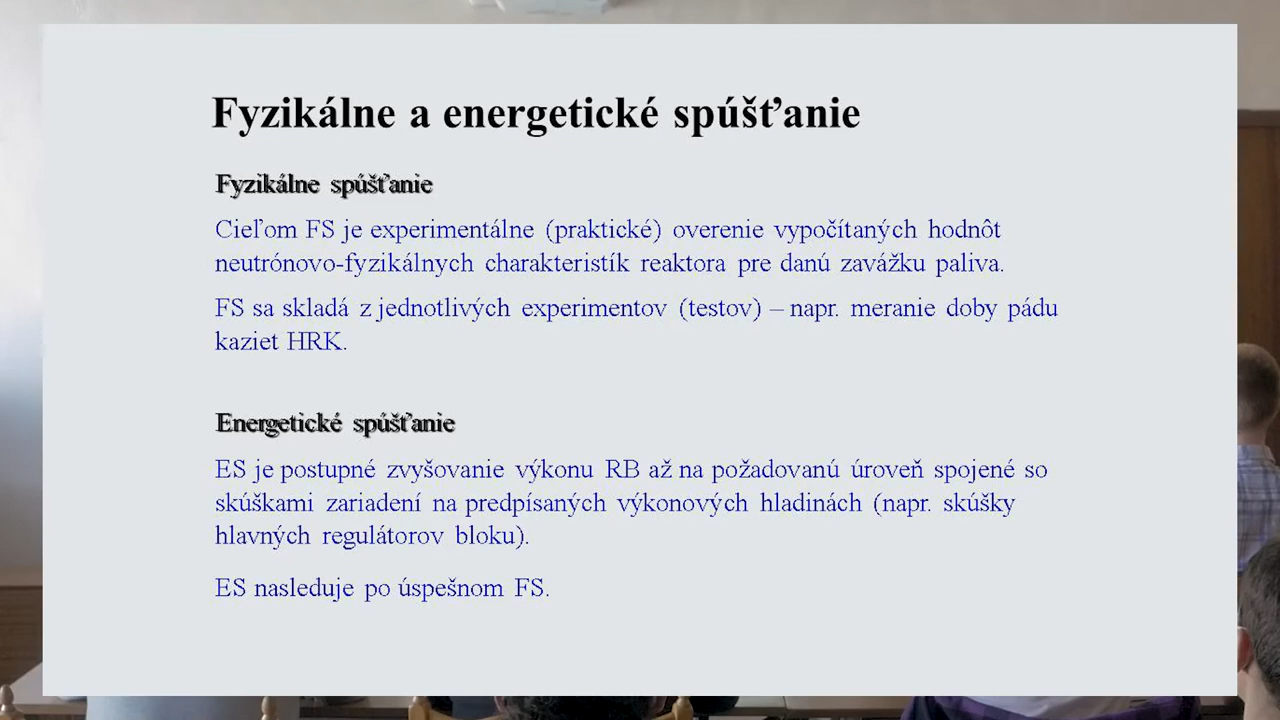 Fyzikálne a energetické spúšťanie
Fyzikálne spúšťanie
Cieľom FS je experimentálne (praktické) overenie vypočítaných hodnôt
neutrónovo-fyzikálnych charakteristík reaktora pre danú zavážku paliva.
FS sa skladá z jednotlivých experimentov (testov) – napr. meranie doby pádu
kaziet HRK.
Energetické spúšťanie
ES je postupné zvyšovanie výkonu RB až na požadovanú úroveň spojené so
skúškami zariadení na predpísaných výkonových hladinách (napr. skúšky
hlavných regulátorov bloku).
ES nasleduje po úspešnom FS.